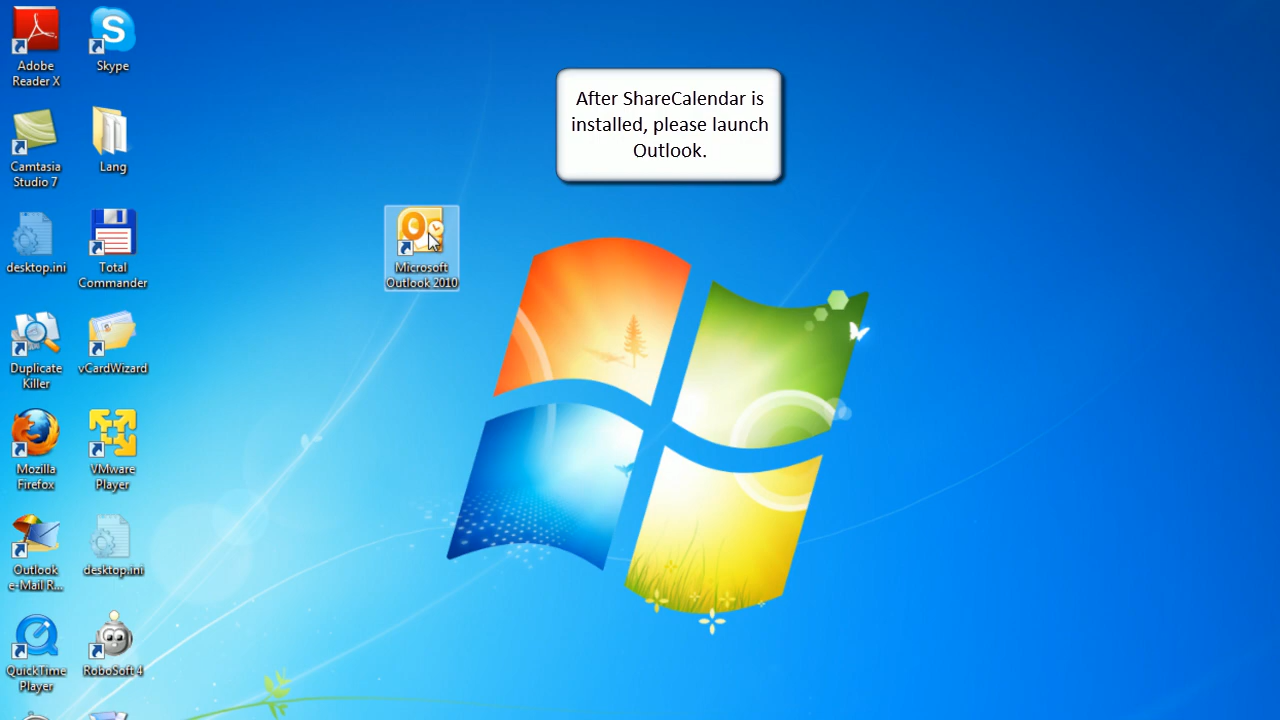 Adobe
Reader X
Skype
After ShareCalendar is
installed, please launch
Outlook.
Camtasia
Studio 7
Lang
desktop.ini
Total
Commander
Microsoft
Outlook 2010
Duplicate
Killer
vCardWizard
Mozilla
Firefox
VMware
Player
Outlook
e-Mail R...
desktop.ini
QuickTime
Player
RoboSoft 4